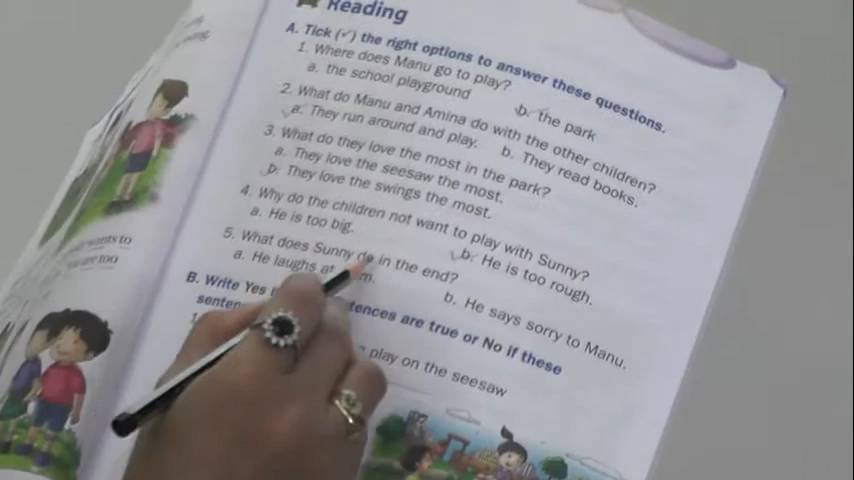 Reading
A. Tick (✓) the right options to answer these questions.
1. Where does Manu go to play?
a. the school playground
b. the park
2. What do Manu and Amina do with the other children?
a. They run around and play.
b. They read books.
3. What do they love the most in the park?
a. They love the seesaw the most.
b. They love the swings the most.
4. Why do the children not want to play with Sunny?
a. He is too big.
b. He is too rough.
5. What does Sunny do in the end?
a. He laughs at
b. He says sorry to Manu.
B. Write Yes
tences are true or No if these
play on the seesaw
wants to
are too